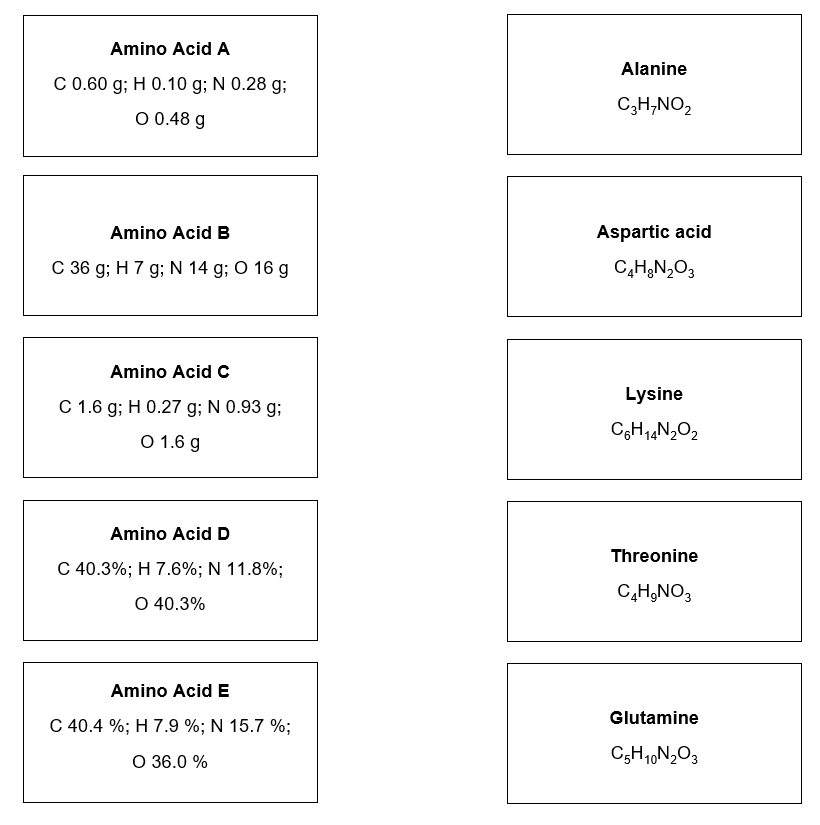 Amino Acid A
C 0.60 g; H 0.10 g; N 0.28 g;
O 0.48 g
Amino Acid B
C 36 g; H 7 g; N 14 g; O 16 g
Amino Acid C
C 1.6 g; H 0.27 g; N 0.93 g;
O 1.6 g
Amino Acid D
C 40.3%; H 7.6%; N 11.8%;
O 40.3%
Amino Acid E
C 40.4 %; H 7.9 %; N 15.7 %;
O 36.0 %
Alanine
C₃H₇NO₂
Aspartic acid
C₄H₈N₂O₃
Lysine
C₆H₁₄N₂O₂
Threonine
C₄H₉NO₃
Glutamine
C₅H₁₀N₂O₃